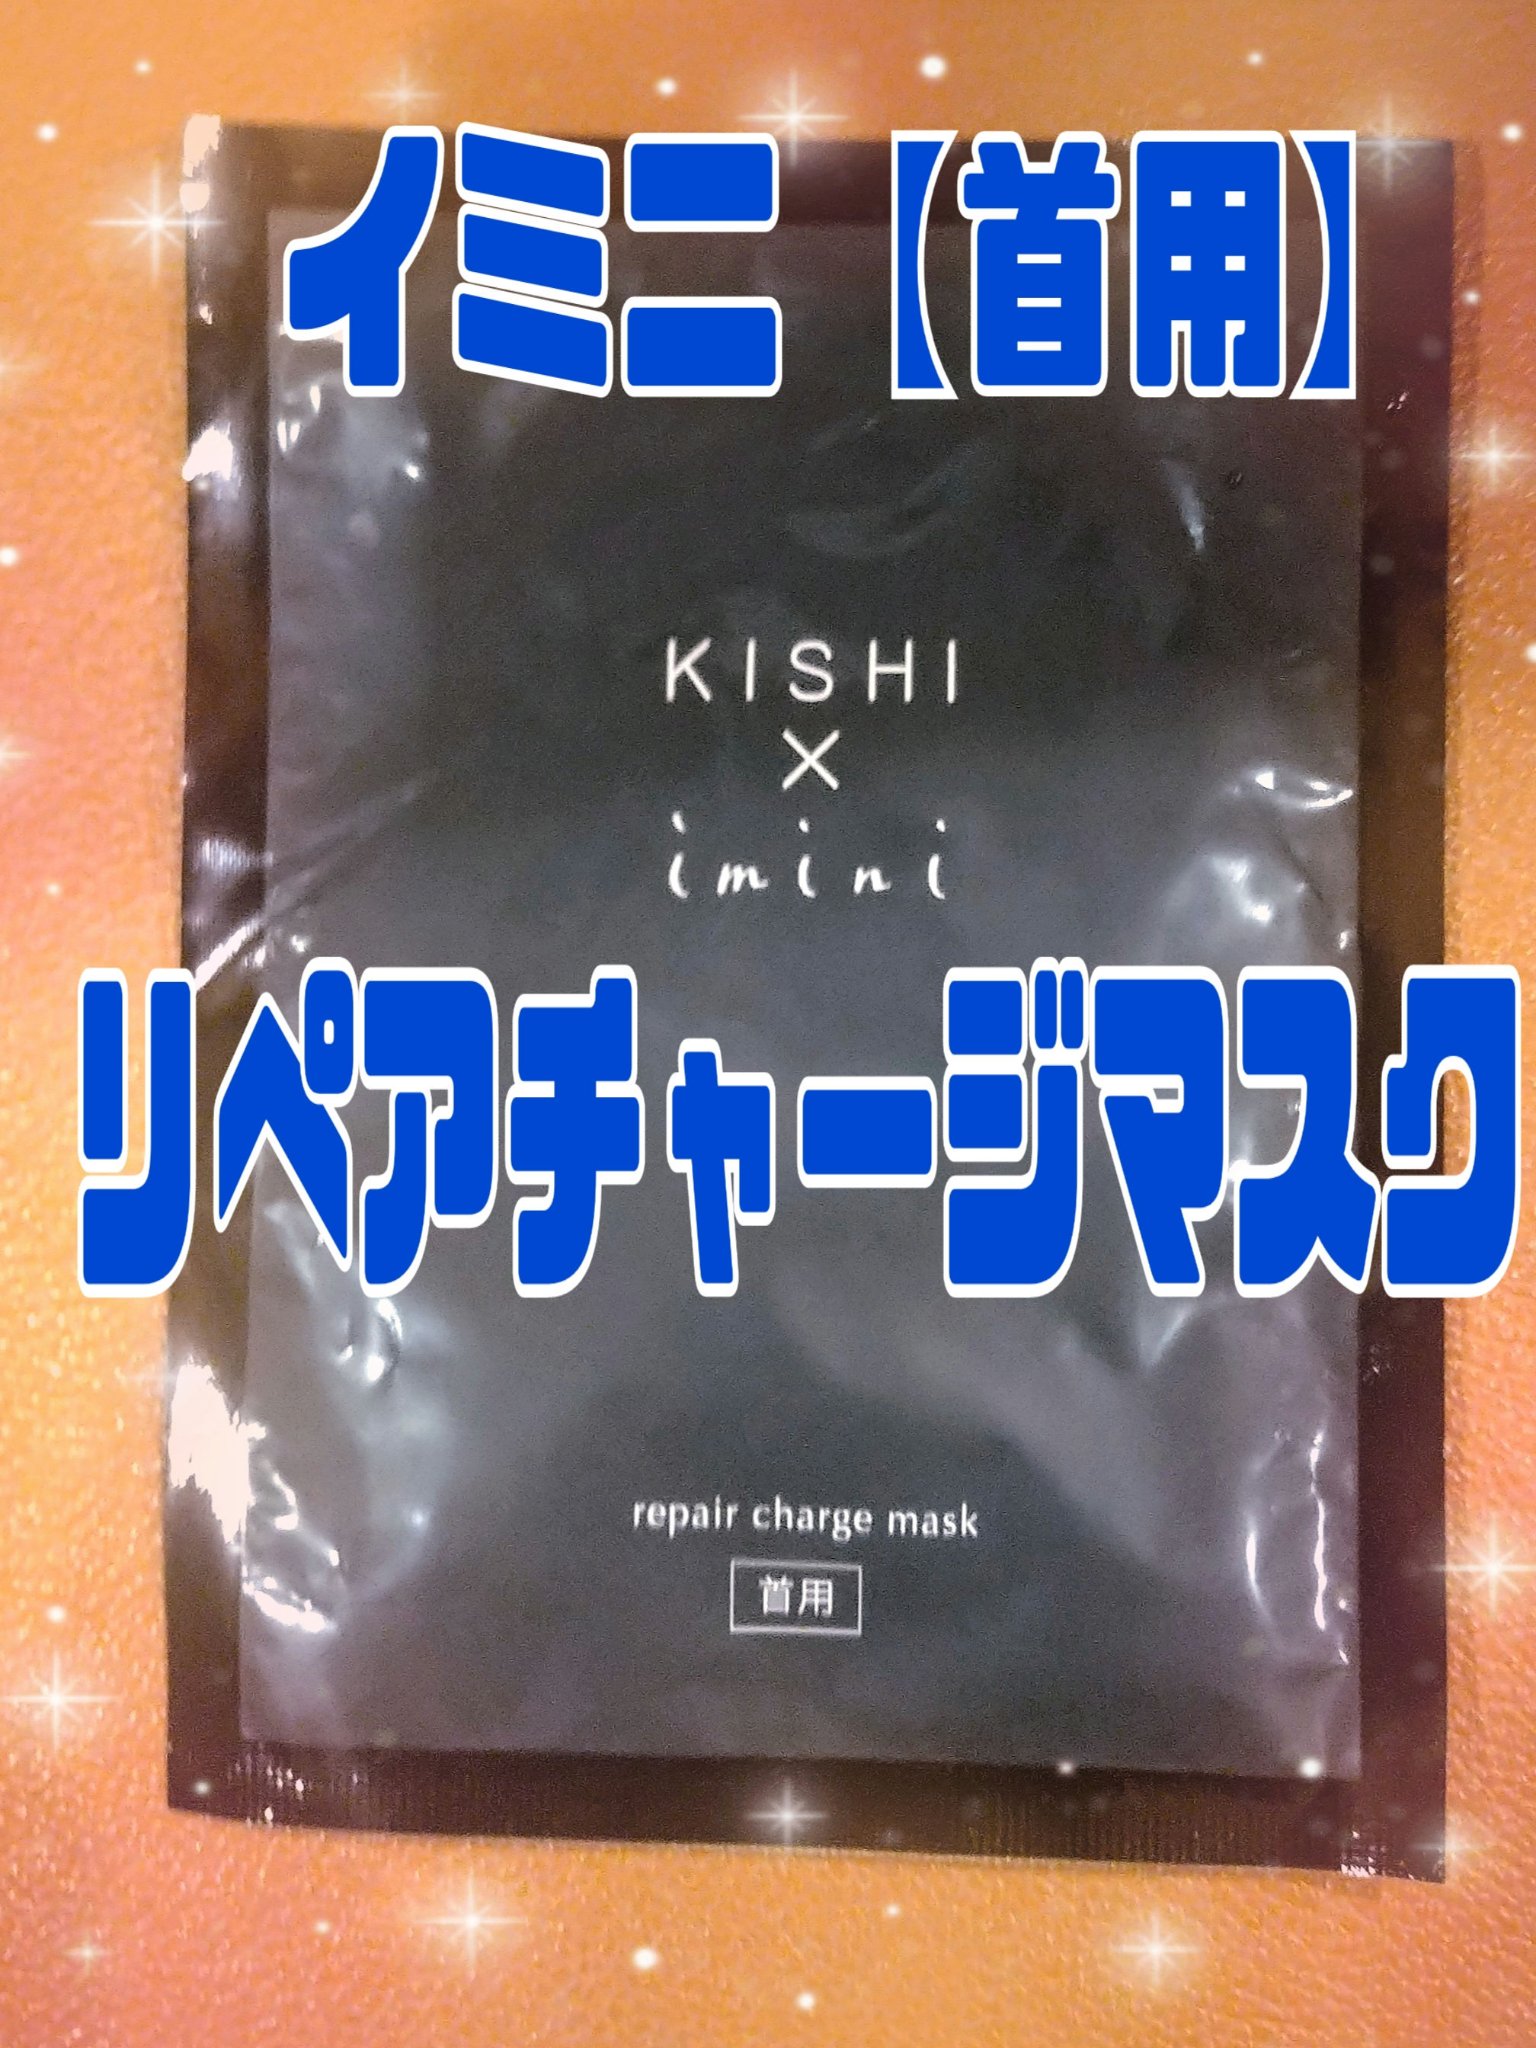 イミニ【首用】
KISHI
×
imini
リペアチャージマスク
repair charge mask
首用